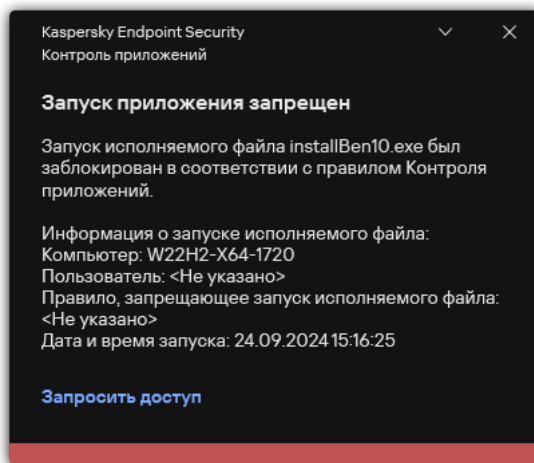 Kaspersky Endpoint Security
Контроль приложений
Запуск приложения запрещен
Запуск исполняемого файла installBen10.exe был
заблокирован в соответствии с правилом Контроля
приложений.
Информация о запуске исполняемого файла:
Компьютер: W22H2-X64-1720
Пользователь: <Не указано>
Правило, запрещающее запуск исполняемого файла:
<Не указано>
Дата и время запуска: 24.09.2024 15:16:25
Запросить доступ